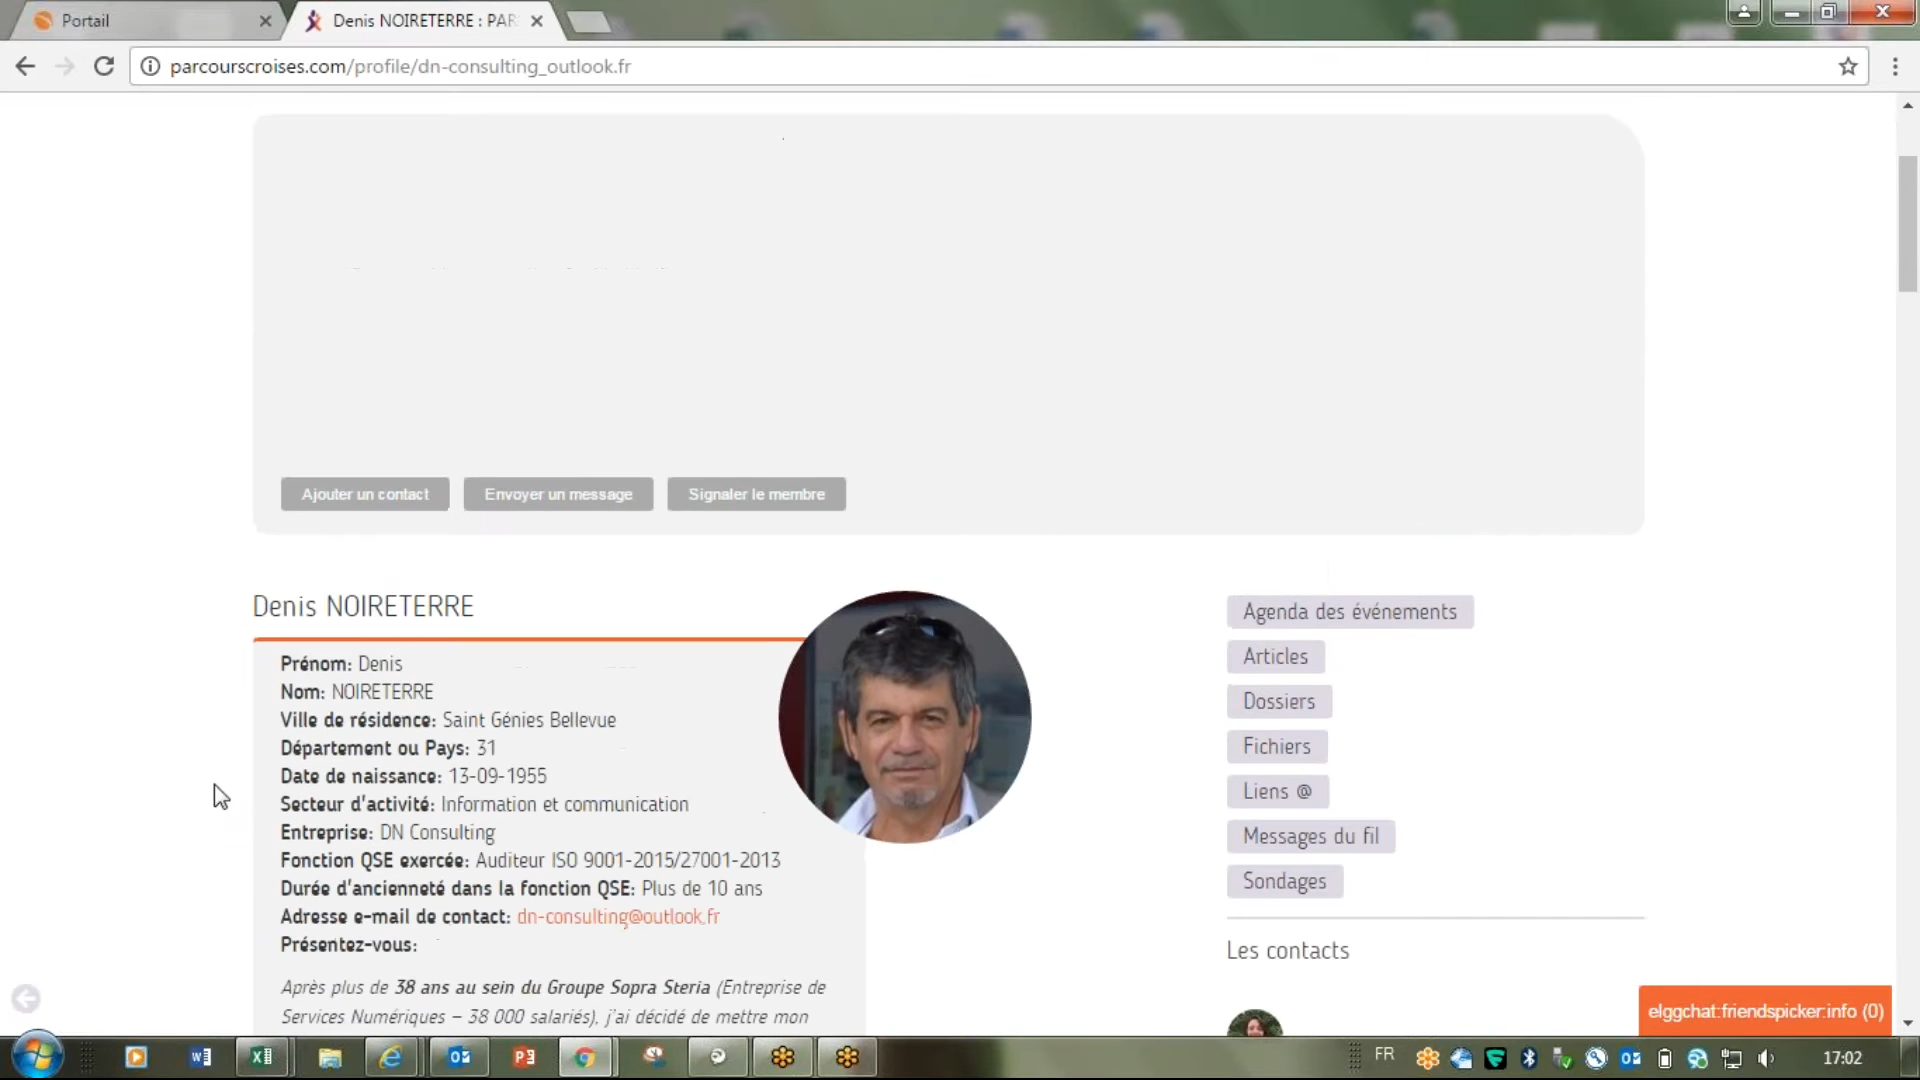 Portail
Denis NOIRETERRE : PAR
parcourscroises.com/profile/dn-consulting_outlook.fr
Ajouter un contact
Envoyer un message
Signaler le membre
Denis NOIRETERRE
Prénom: Denis
Nom: NOIRETERRE
Ville de résidence: Saint Génies Bellevue
Département ou Pays: 31
Date de naissance: 13-09-1955
Secteur d'activité: Information et communication
Entreprise: DN Consulting
Fonction QSE exercée: Auditeur ISO 9001-2015/27001-2013
Durée d'ancienneté dans la fonction QSE: Plus de 10 ans
Adresse e-mail de contact: dn-consulting@outlook.fr
Présentez-vous:
Après plus de 38 ans au sein du Groupe Sopra Steria (Entreprise de
Services Numériques – 38 000 salariés), j'ai décidé de mettre mon
Agenda des événements
Articles
Dossiers
Fichiers
Liens @
Messages du fil
Sondages
Les contacts
elggchat:friendspicker:info (0)
FR
17:02